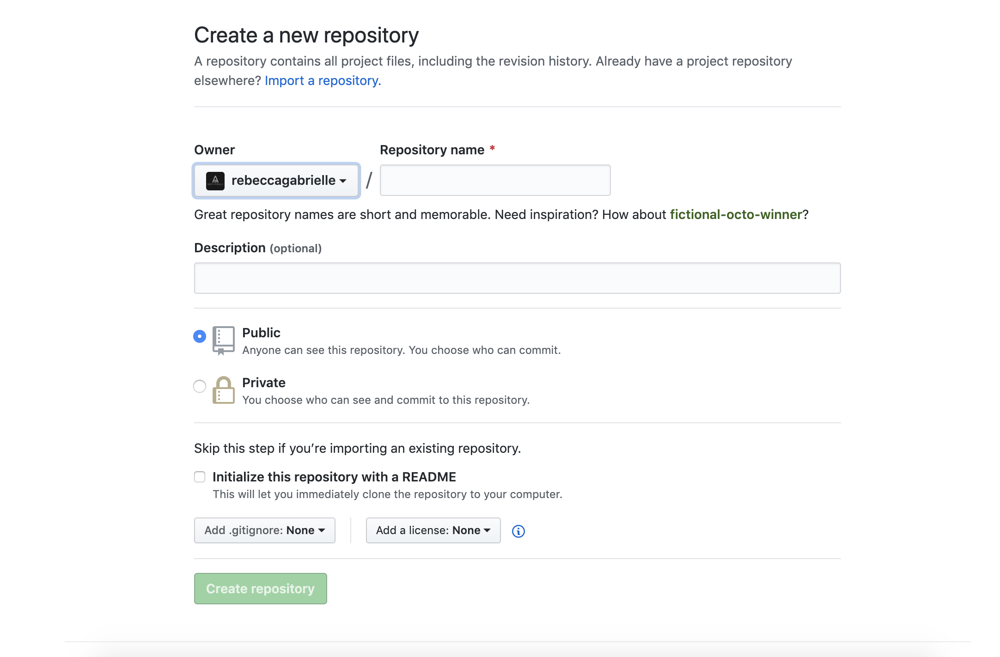 Create a new repository
A repository contains all project files, including the revision history. Already have a project repository
elsewhere? Import a repository.
Owner
Repository name *
rebeccagabrielle
/
Great repository names are short and memorable. Need inspiration? How about fictional-octo-winner?
Description (optional)
Public
Anyone can see this repository. You choose who can commit.
Private
You choose who can see and commit to this repository.
Skip this step if you’re importing an existing repository.
Initialize this repository with a README
This will let you immediately clone the repository to your computer.
Add .gitignore: None
Add a license: None
Create repository